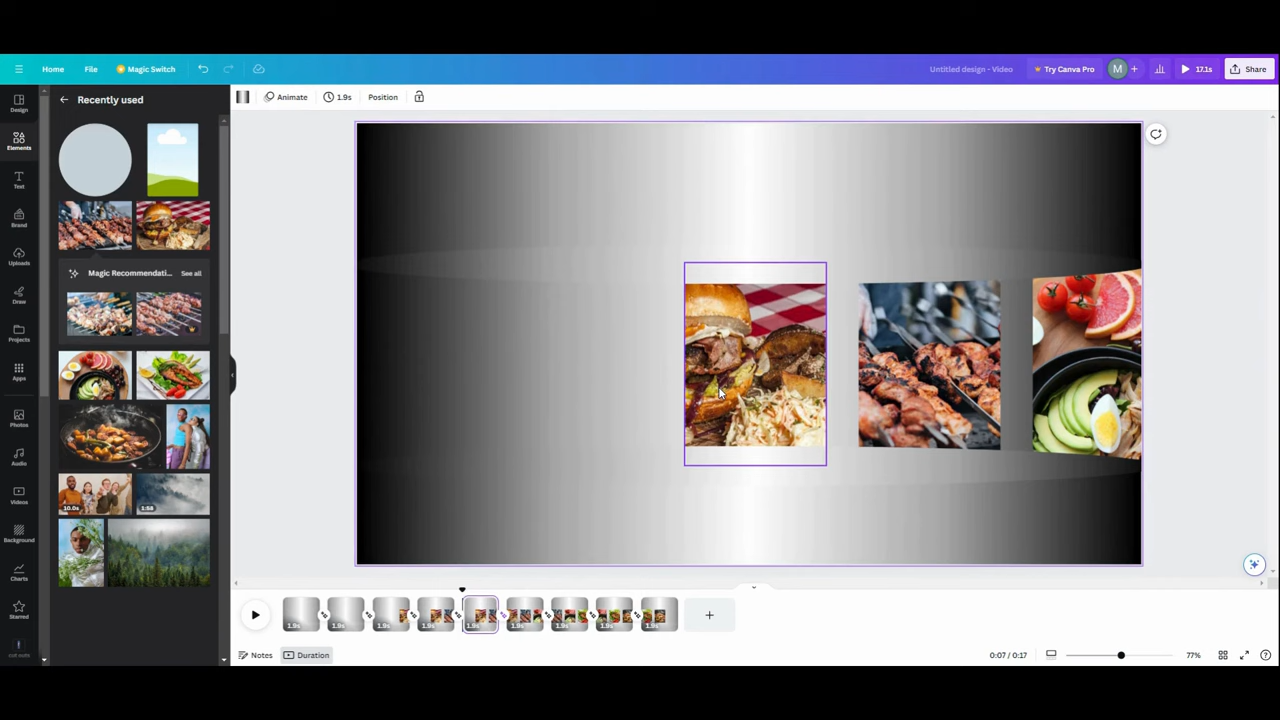 Home File Magic Switch Untitled design - Video Try Canva Pro M 17.1s Share
Design
Elements
Text
Brand
Uploads
Draw
Projects
Apps
Photos
Audio
Videos
Background
Charts
Starred
Recently used
Magic Recommendati... See all
10.0s
1:58
Animate 1.9s Position
1.9s 1.9s 1.9s 1.9s 1.9s 1.9s 1.9s 1.9s 1.9s
Notes Duration 0:07 / 0:17 77%